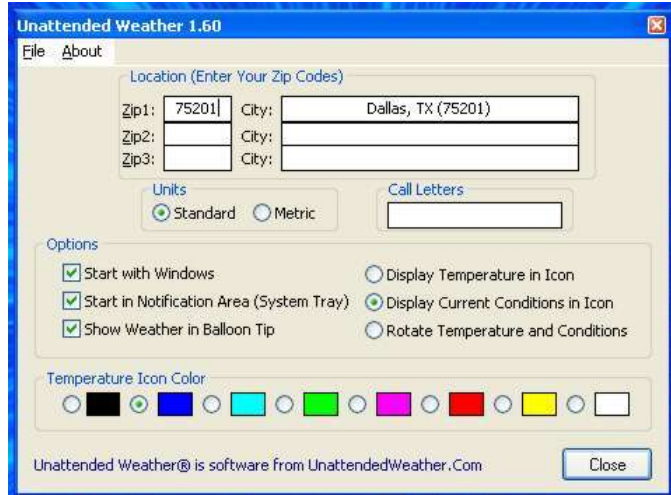 Unattended Weather 1.60
File About
Location (Enter Your Zip Codes)
Zip1: 75201 City: Dallas, TX (75201)
Zip2: City:
Zip3: City:
Units Call Letters
Standard Metric
Options
Start with Windows Display Temperature in Icon
Start in Notification Area (System Tray) Display Current Conditions in Icon
Show Weather in Balloon Tip Rotate Temperature and Conditions
Temperature Icon Color
Unattended Weather® is software from UnattendedWeather.Com Close